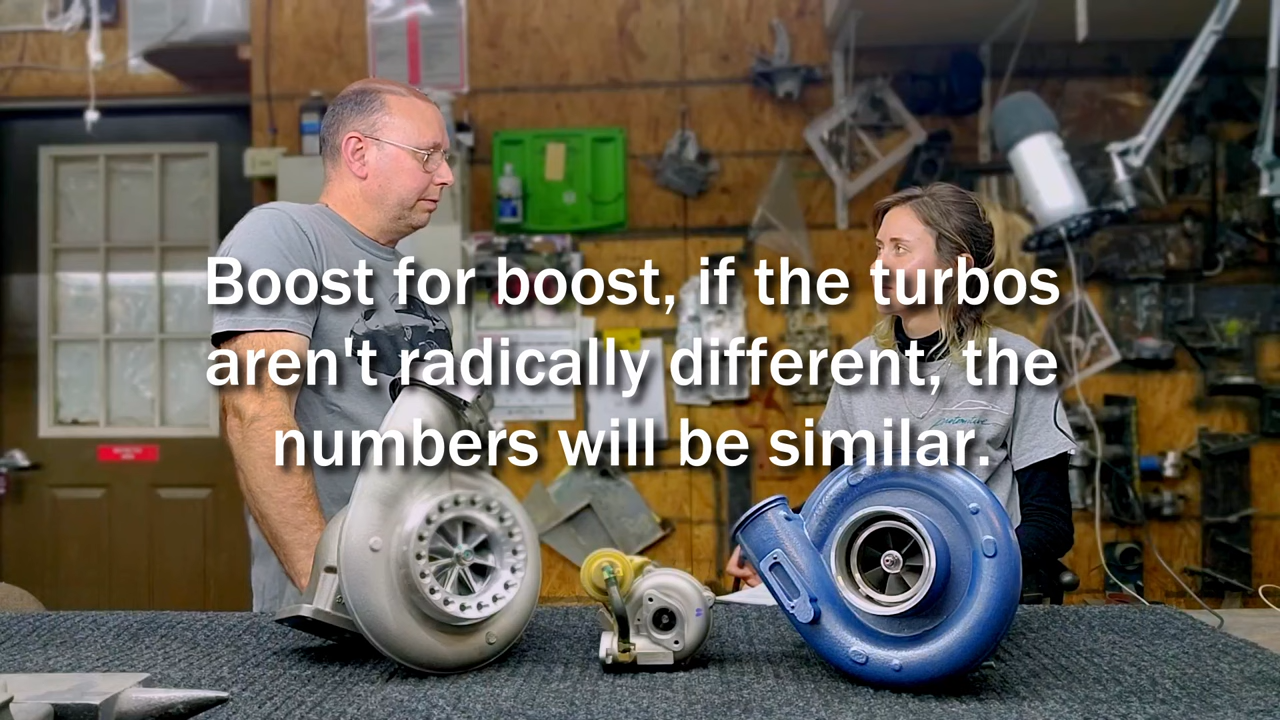 Boost for boost, if the turbos
aren't radically different, the
numbers will be similar.